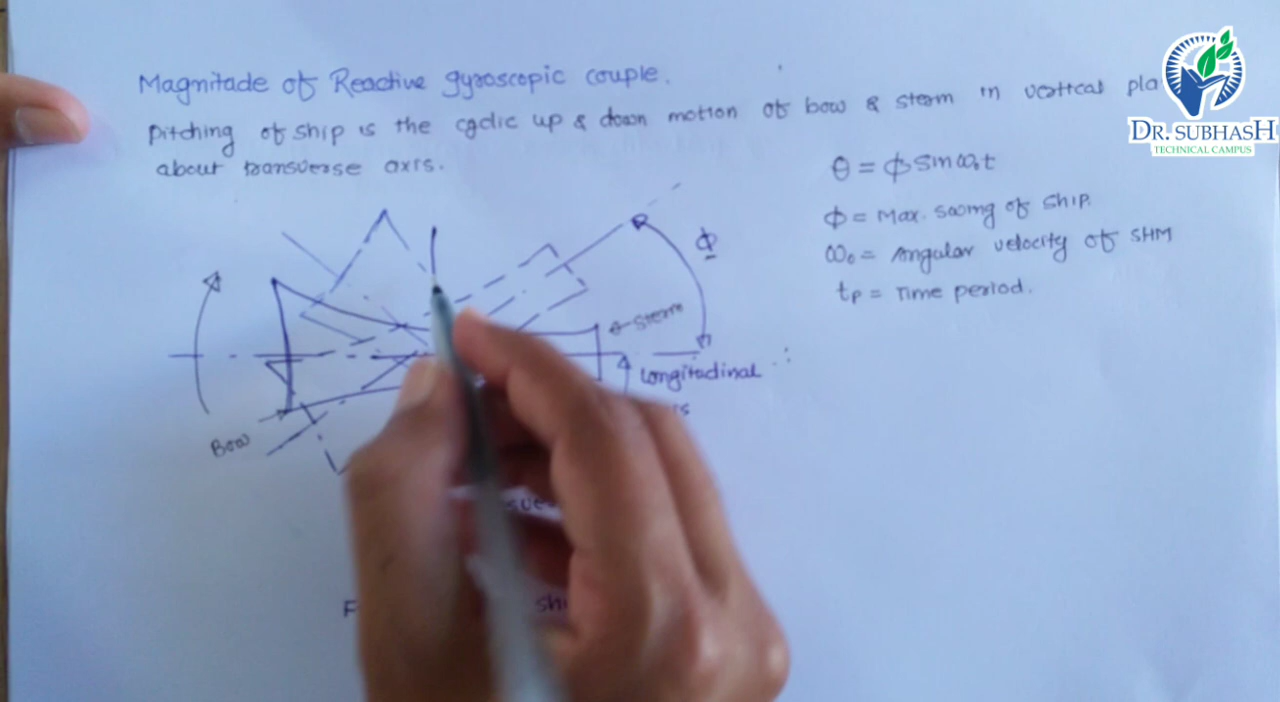 Magnitade of Reactive gyroscopic couple.
Pitching of ship is the cyclic up & down motion of bow & stern in vertical pla
about transverse axis.
θ = ϕ sin ω₀t
ϕ = Max. swing of ship.
ω₀ = Angular velocity of SHM
tp = Time period.
ϕ
stern
Longitadinal
Bow
F
DR. SUBHASH
TECHNICAL CAMPUS